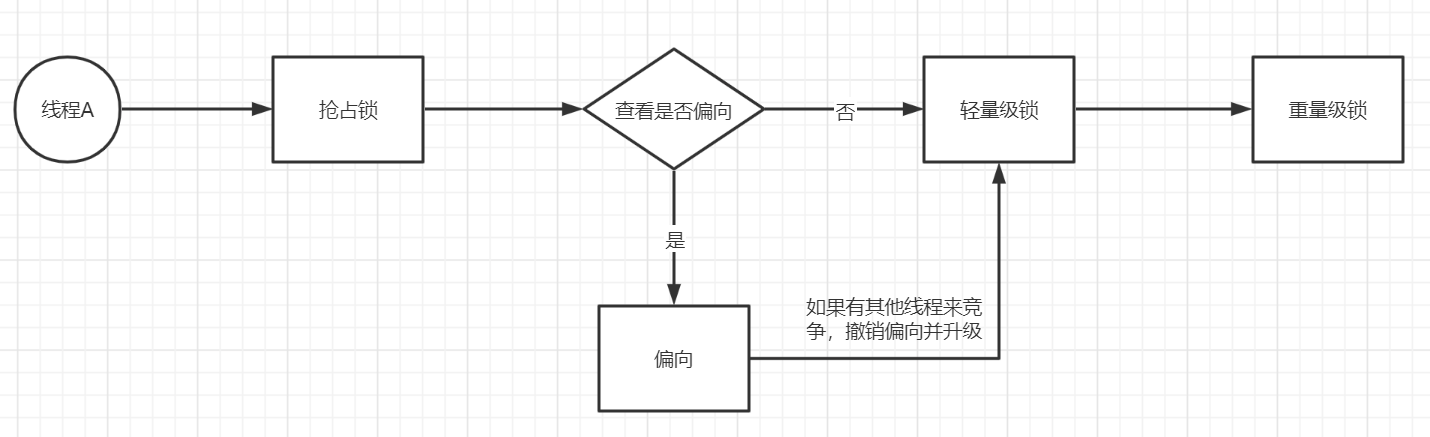 线程A
抢占锁
查看是否偏向
否
轻量级锁
重量级锁
是
如果有其他线程来竞
争，撤销偏向并升级
偏向